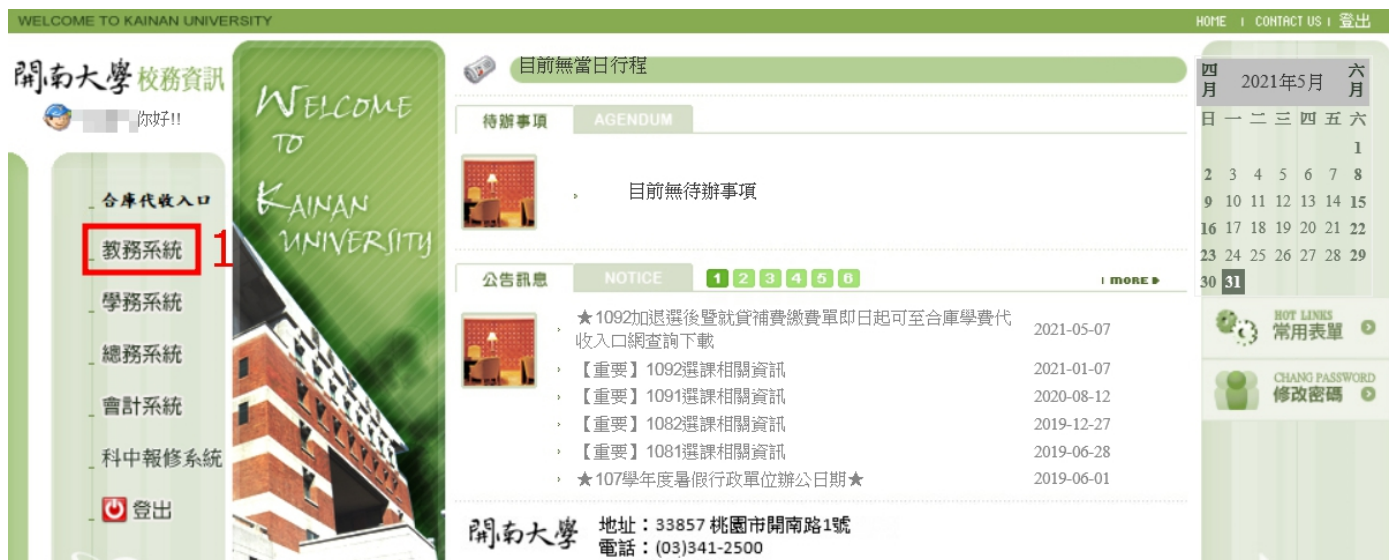 WELCOME TO KAINAN UNIVERSITY
HOME | CONTACT US | 登出
開南大學校務資訊
你好!!
合庫代收入口
教務系統 1
學務系統
總務系統
會計系統
科中報修系統
登出
WELCOME
TO
KAINAN
UNIVERSITY
目前無當日行程
待辦事項 AGENDUM
目前無待辦事項
公告訊息 NOTICE 1 2 3 4 5 6 MORE
★1092加退選後暨就貸補費繳費單即日起可至合庫學費代
收入口網查詢下載 2021-05-07
【重要】1092選課相關資訊 2021-01-07
【重要】1091選課相關資訊 2020-08-12
【重要】1082選課相關資訊 2019-12-27
【重要】1081選課相關資訊 2019-06-28
★107學年度暑假行政單位辦公日期★ 2019-06-01
開南大學
地址：33857 桃園市開南路1號
電話：(03)341-2500
四月 2021年5月 六月
日 一 二 三 四 五 六
1
2 3 4 5 6 7 8
9 10 11 12 13 14 15
16 17 18 19 20 21 22
23 24 25 26 27 28 29
30 31
HOT LINKS
常用表單
CHANG PASSWORD
修改密碼